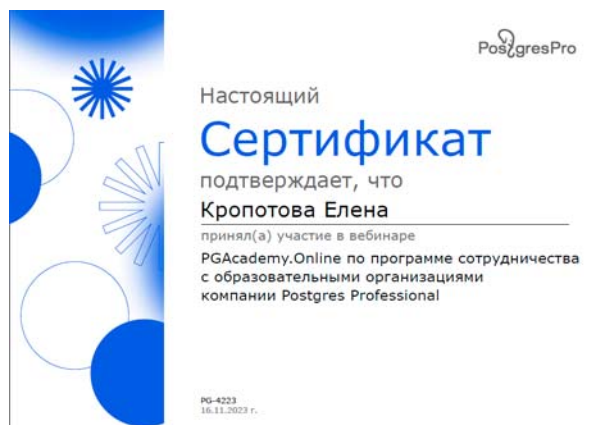 PostgresPro
Настоящий
Сертификат
подтверждает, что
Кропотова Елена
принял(а) участие в вебинаре
PGAcademy.Online по программе сотрудничества
с образовательными организациями
компании Postgres Professional
PG-4223
16.11.2023 г.